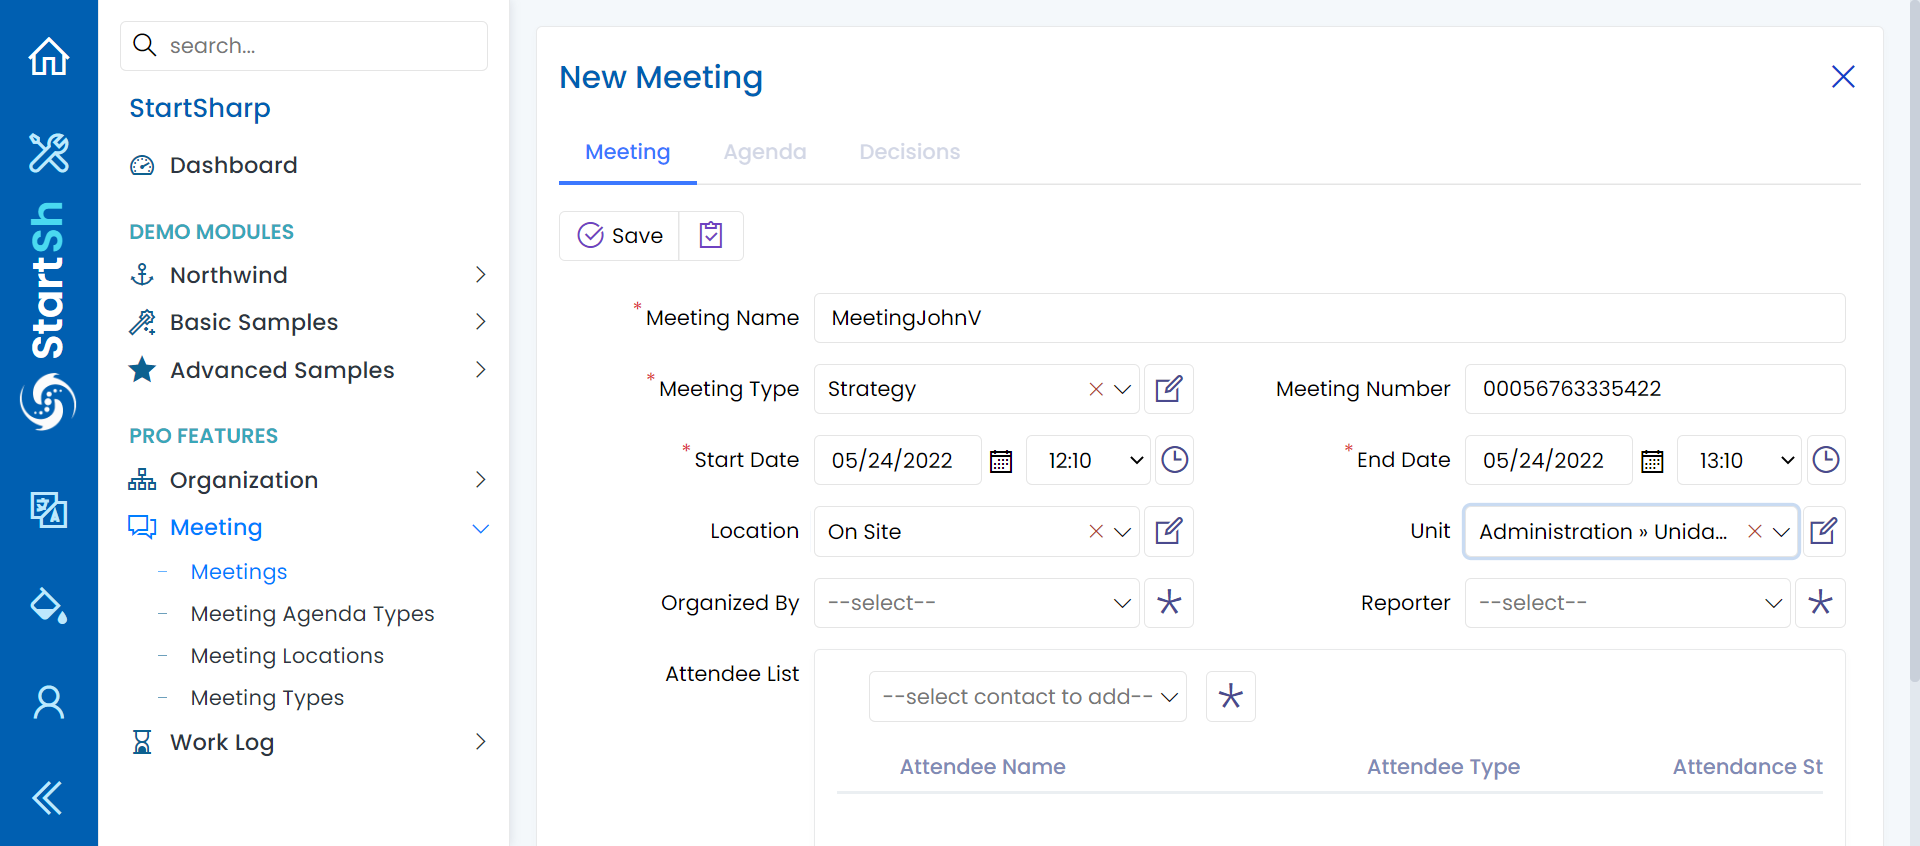 search...
StartSharp
Dashboard
DEMO MODULES
Northwind
Basic Samples
Advanced Samples
PRO FEATURES
Organization
Meeting
Meetings
Meeting Agenda Types
Meeting Locations
Meeting Types
Work Log
StartSh
New Meeting
Meeting Agenda Decisions
Save
* Meeting Name MeetingJohnV
* Meeting Type Strategy Meeting Number 00056763335422
* Start Date 05/24/2022 12:10 * End Date 05/24/2022 13:10
Location On Site Unit Administration » Unida...
Organized By --select-- Reporter --select--
Attendee List
--select contact to add--
Attendee Name Attendee Type Attendance St